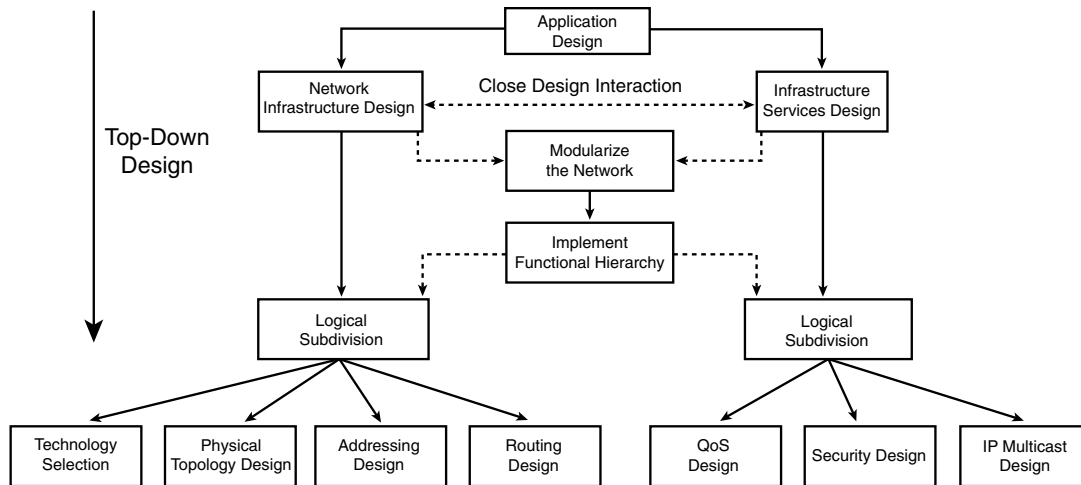 Application
Design
Network
Infrastructure Design
Close Design Interaction
Infrastructure
Services Design
Top-Down
Design
Modularize
the Network
Implement
Functional Hierarchy
Logical
Subdivision
Logical
Subdivision
Technology
Selection
Physical
Topology Design
Addressing
Design
Routing
Design
QoS
Design
Security Design
IP Multicast
Design